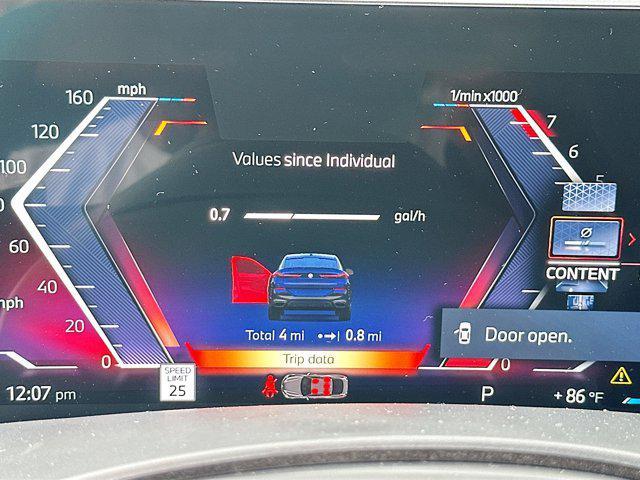 mph
160
120
100
60
40
20
0
Values since Individual
0.7 gal/h
1/min x1000
7
6
5
CONTENT
Total 4 mi •→| 0.8 mi
Door open.
Trip data
0
12:07 pm
SPEED
LIMIT
25
P
+86 °F